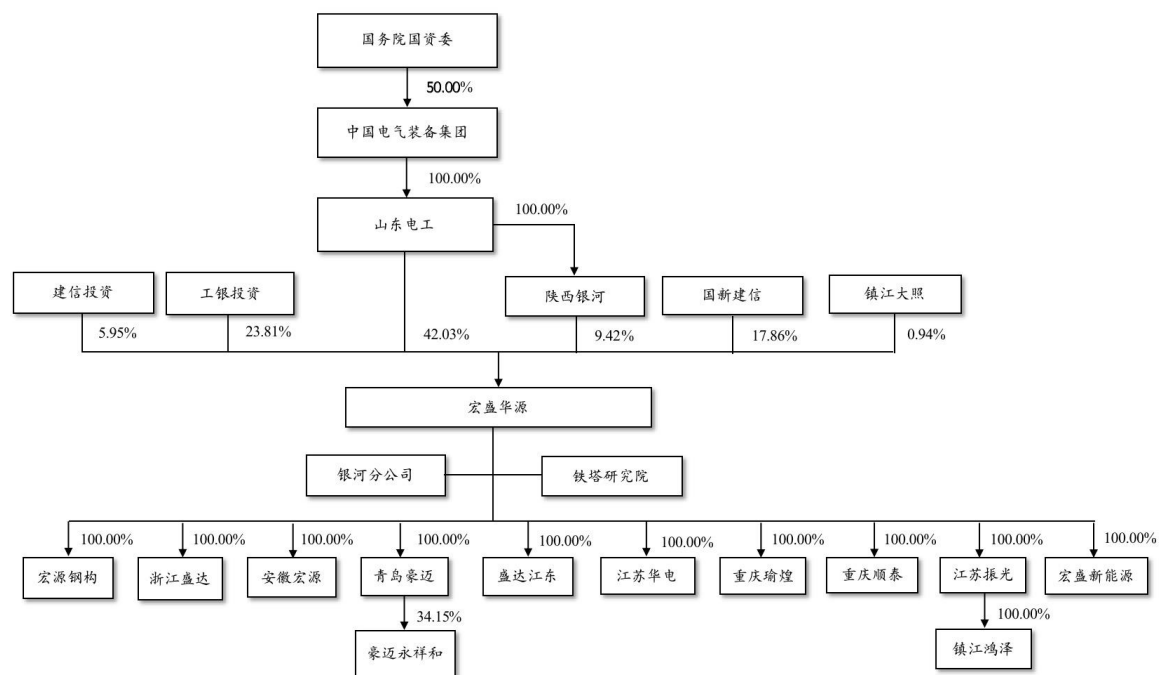 国务院国资委
50.00%
中国电气装备集团
100.00%
山东电工
100.00%
建信投资
工银投资
陕西银河
国新建信
镇江大照
5.95%
23.81%
42.03%
9.42%
17.86%
0.94%
宏盛华源
银河分公司
铁塔研究院
100.00%
100.00%
100.00%
100.00%
100.00%
100.00%
100.00%
100.00%
100.00%
100.00%
宏源钢构
浙江盛达
安徽宏源
青岛豪迈
盛达江东
江苏华电
重庆瑜煌
重庆顺泰
江苏振光
宏盛新能源
34.15%
100.00%
豪迈永祥和
镇江鸿泽